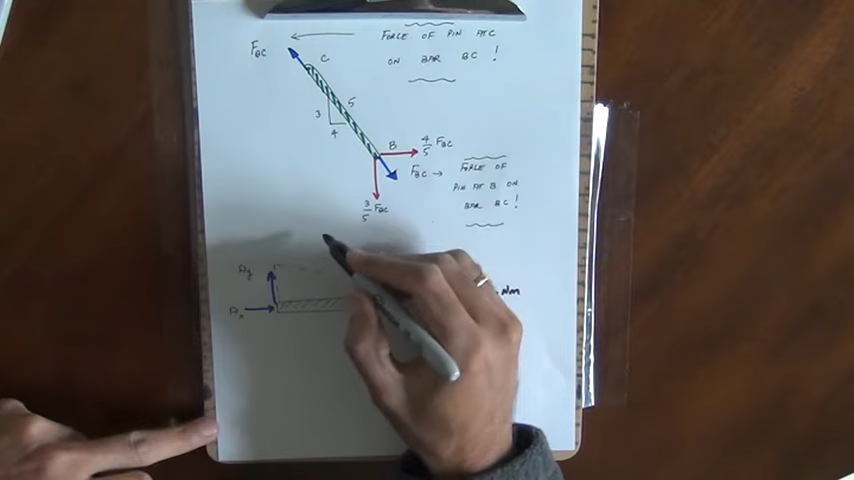 FORCE OF PIN AT C
ON BAR BC !
FBC
C
5
3
4
B
4/5 FBC
FBC → FORCE OF
PIN AT B ON
BAR BC !
3/5 FBC
Ay
Ax
Nm